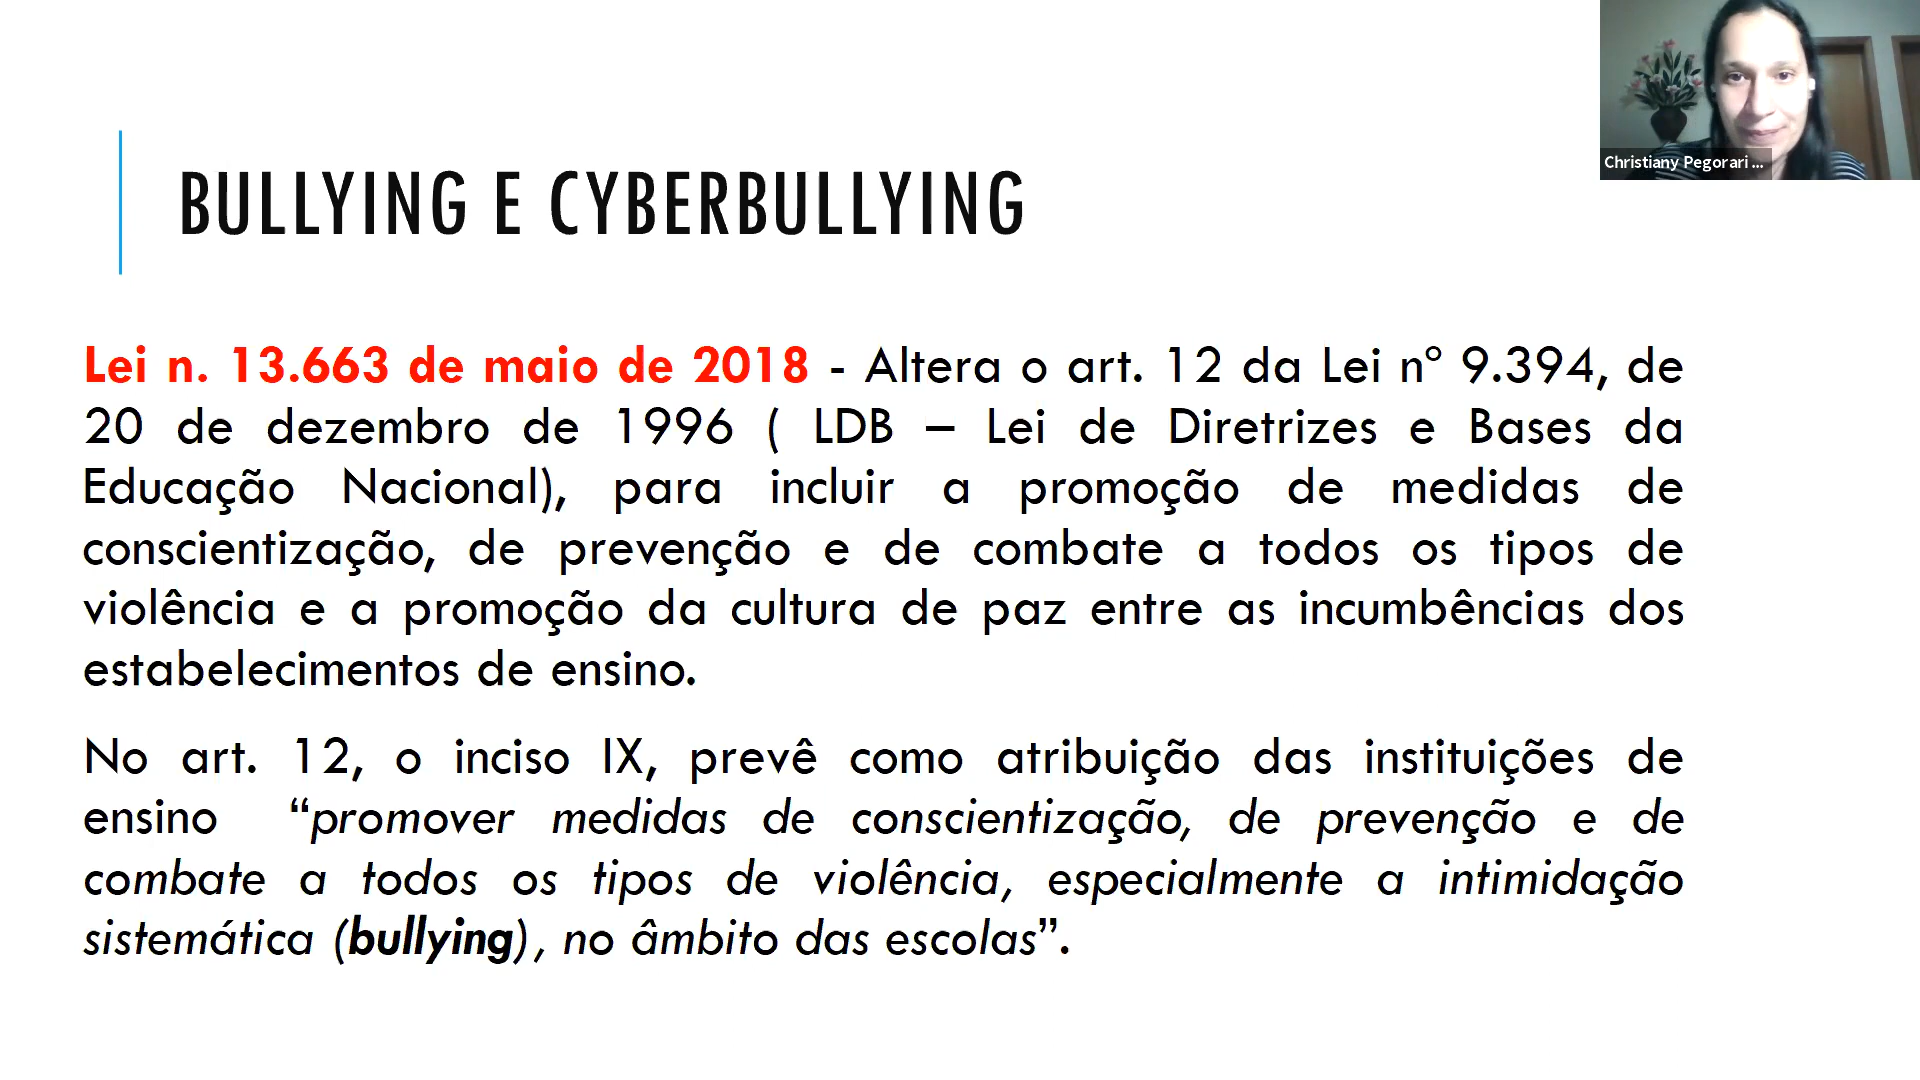 BULLYING E CYBERBULLYING
Christiany Pegorari ...
Lei n. 13.663 de maio de 2018 - Altera o art. 12 da Lei nº 9.394, de
20 de dezembro de 1996 ( LDB – Lei de Diretrizes e Bases da
Educação Nacional), para incluir a promoção de medidas de
conscientização, de prevenção e de combate a todos os tipos de
violência e a promoção da cultura de paz entre as incumbências dos
estabelecimentos de ensino.
No art. 12, o inciso IX, prevê como atribuição das instituições de
ensino “promover medidas de conscientização, de prevenção e de
combate a todos os tipos de violência, especialmente a intimidação
sistemática (bullying), no âmbito das escolas”.